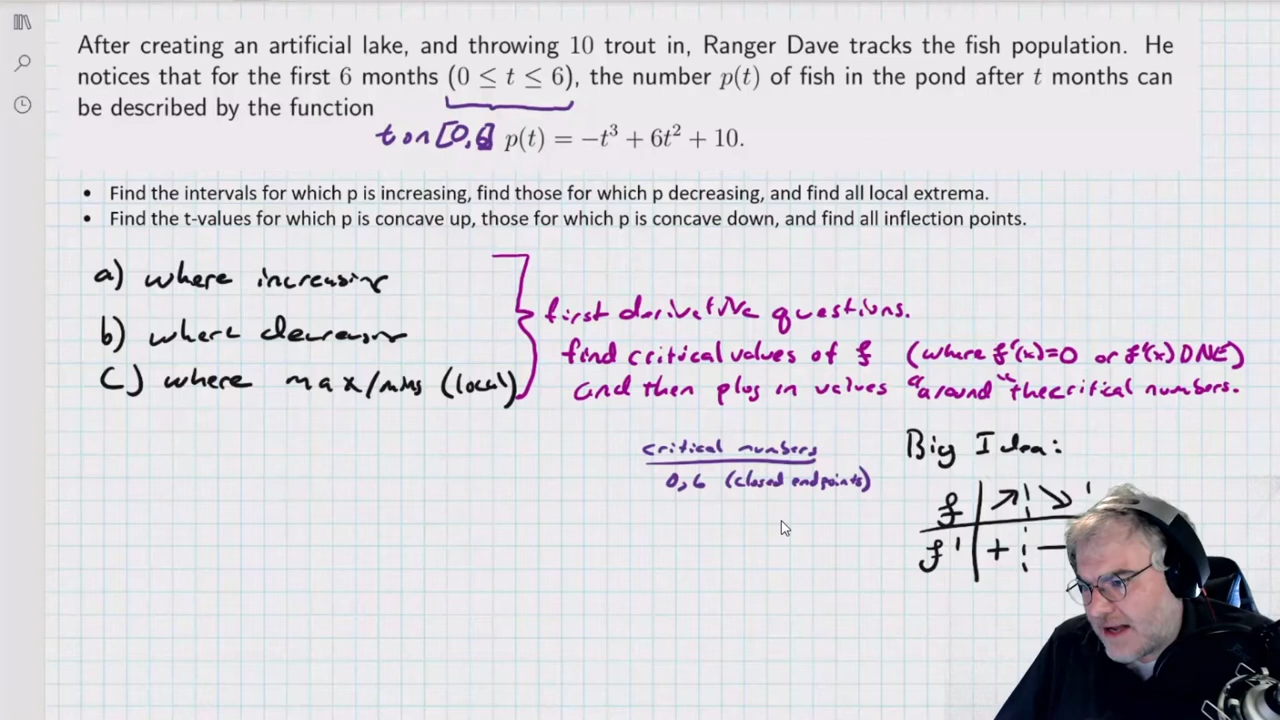 After creating an artificial lake, and throwing 10 trout in, Ranger Dave tracks the fish population. He
notices that for the first 6 months (0 ≤ t ≤ 6), the number p(t) of fish in the pond after t months can
be described by the function
t on [0,6] p(t) = −t³ + 6t² + 10.
• Find the intervals for which p is increasing, find those for which p decreasing, and find all local extrema.
• Find the t-values for which p is concave up, those for which p is concave down, and find all inflection points.
a) where increasing
b) where decreasing
c) where max/mins (local)
first derivative questions.
find critical values of f (where f'(x)=0 or f'(x) DNE)
and then plug in values "around" the critical numbers.
critical numbers
0, 6 (closed endpoints)
Big Idea:
f ↗ ↘
f' + −